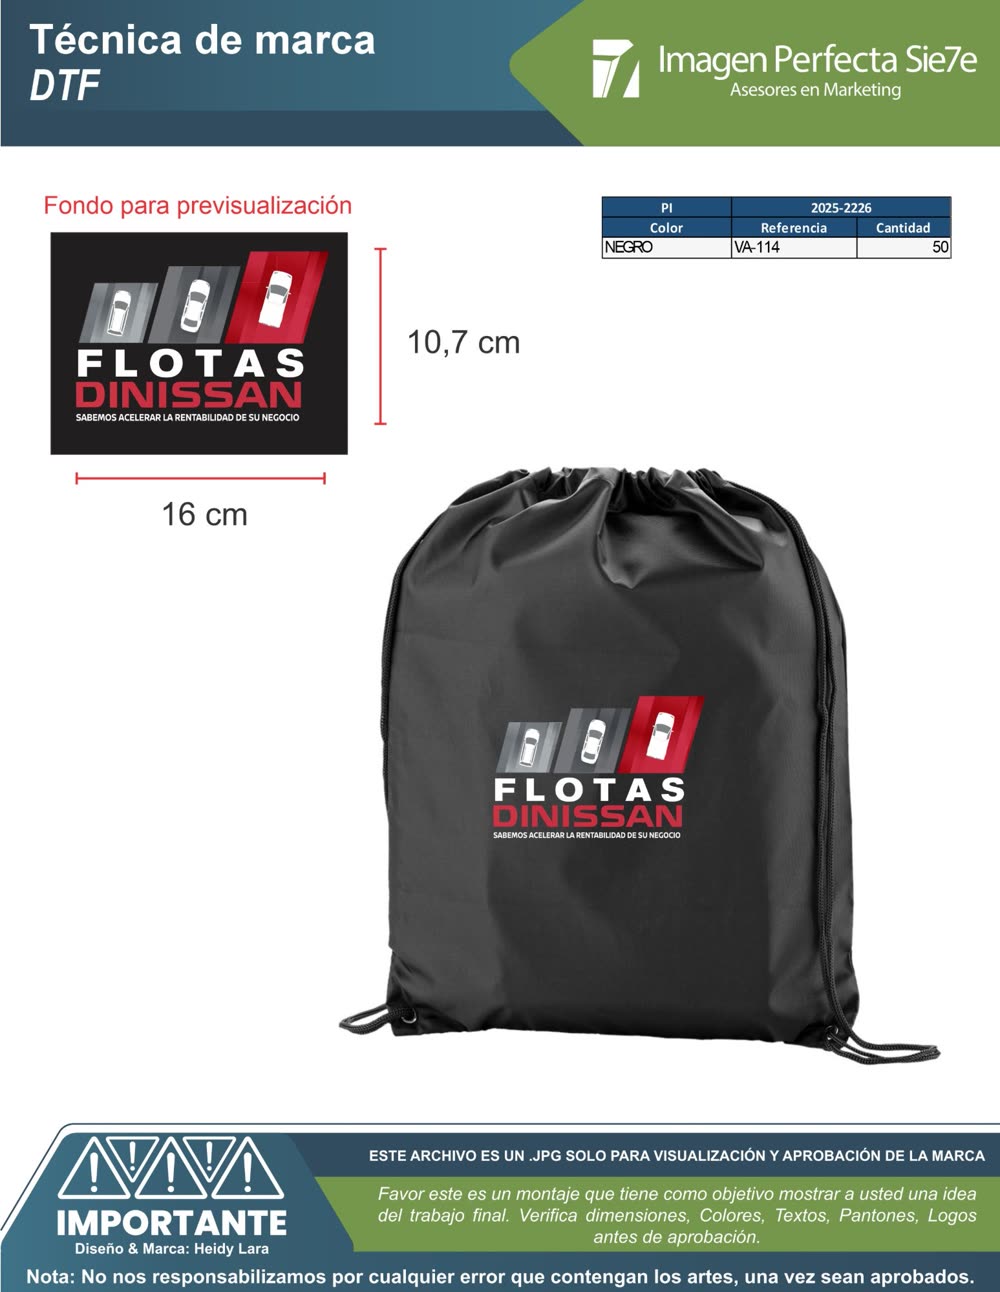 Técnica de marca
DTF
Imagen Perfecta Sie7e
Asesores en Marketing
Fondo para previsualización
PI 2025-2226
Color Referencia Cantidad
NEGRO VA-114 50
FLOTAS
DINISSAN
SABEMOS ACELERAR LA RENTABILIDAD DE SU NEGOCIO
10,7 cm
16 cm
FLOTAS
DINISSAN
SABEMOS ACELERAR LA RENTABILIDAD DE SU NEGOCIO
IMPORTANTE
Diseño & Marca: Heidy Lara
ESTE ARCHIVO ES UN .JPG SOLO PARA VISUALIZACIÓN Y APROBACIÓN DE LA MARCA
Favor este es un montaje que tiene como objetivo mostrar a usted una idea
del trabajo final. Verifica dimensiones, Colores, Textos, Pantones, Logos
antes de aprobación.
Nota: No nos responsabilizamos por cualquier error que contengan los artes, una vez sean aprobados.